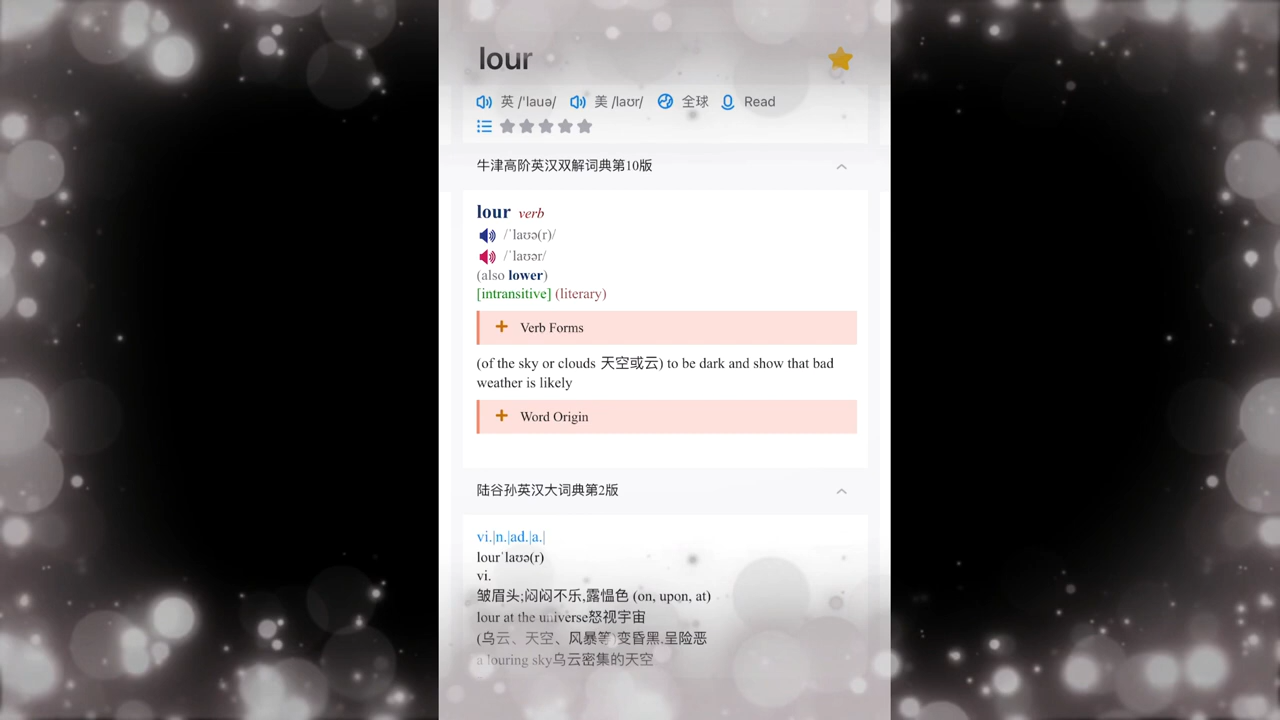 lour
英 /'lauə/ 美 /laʊr/ 全球 Read
牛津高阶英汉双解词典第10版
lour verb
/ˈlaʊə(r)/
/ˈlaʊər/
(also lower)
[intransitive] (literary)
Verb Forms
(of the sky or clouds 天空或云) to be dark and show that bad
weather is likely
Word Origin
陆谷孙英汉大词典第2版
vi.|n.|ad.|a.|
lourˈlaʊə(r)
vi.
皱眉头;闷闷不乐,露愠色 (on, upon, at)
lour at the universe怒视宇宙
(乌云、天空、风暴等)变昏黑,呈险恶
a louring sky乌云密集的天空